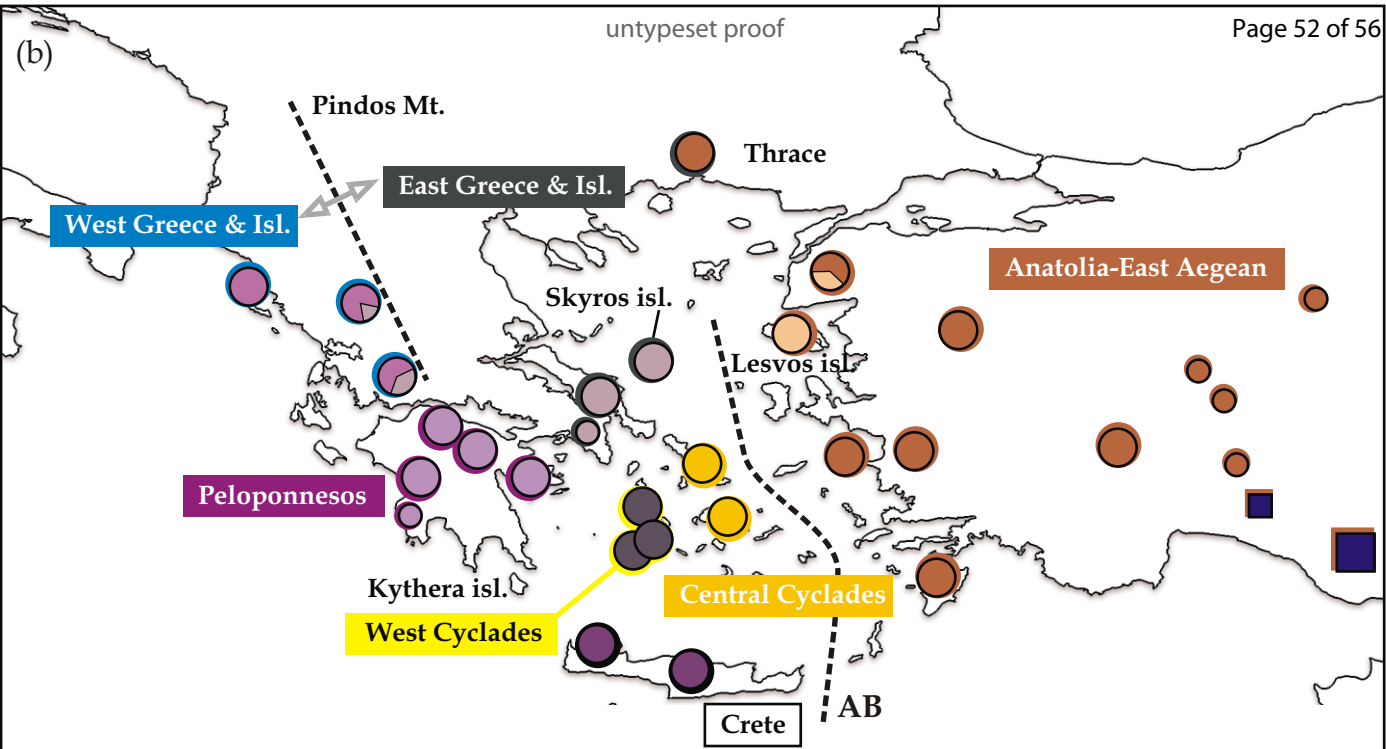 untypeset proof
Page 52 of 56
(b)
Pindos Mt.
Thrace
East Greece & Isl.
West Greece & Isl.
Anatolia-East Aegean
Skyros isl.
Lesvos isl.
Peloponnesos
Kythera isl.
Central Cyclades
West Cyclades
AB
Crete